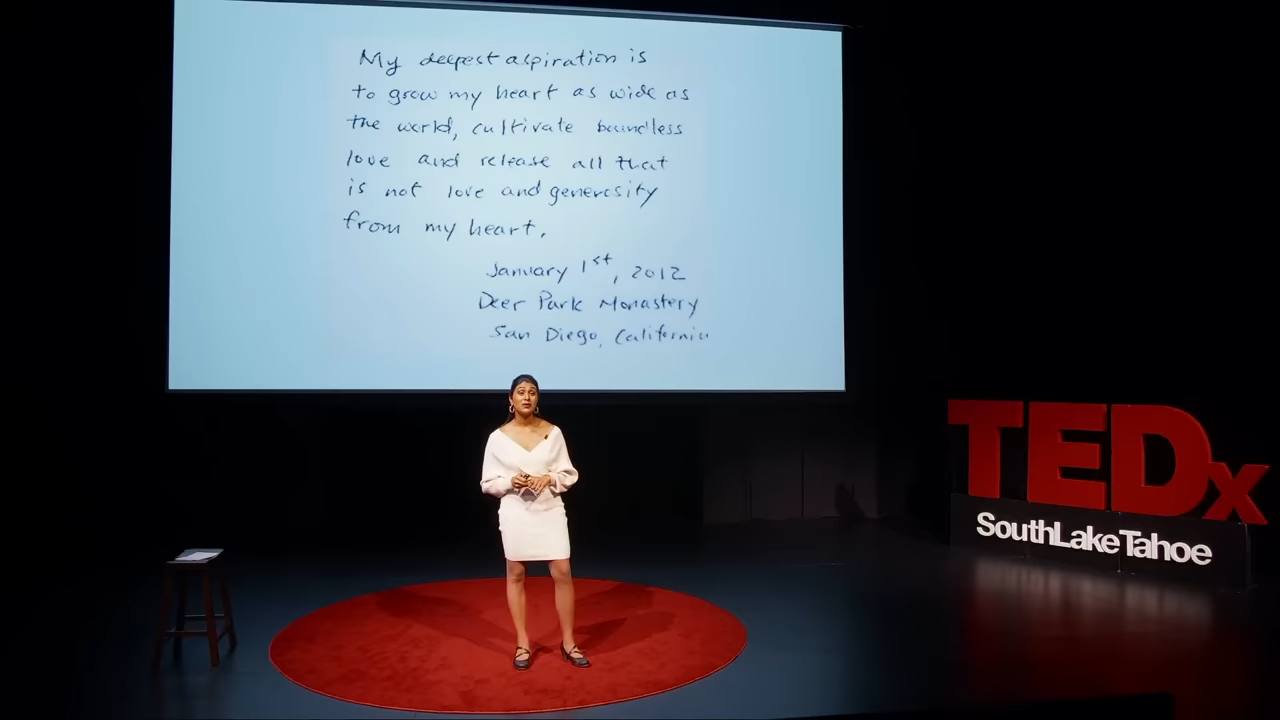 My deepest aspiration is
to grow my heart as wide as
the world, cultivate boundless
love and release all that
is not love and generosity
from my heart.
January 1st, 2012
Deer Park Monastery
San Diego, California
TEDx
SouthLakeTahoe